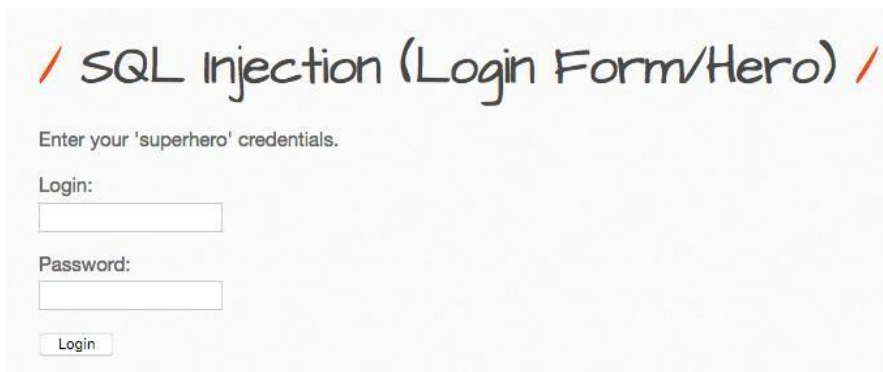 / SQL Injection (Login Form/Hero) /
Enter your 'superhero' credentials.
Login:
Password:
Login